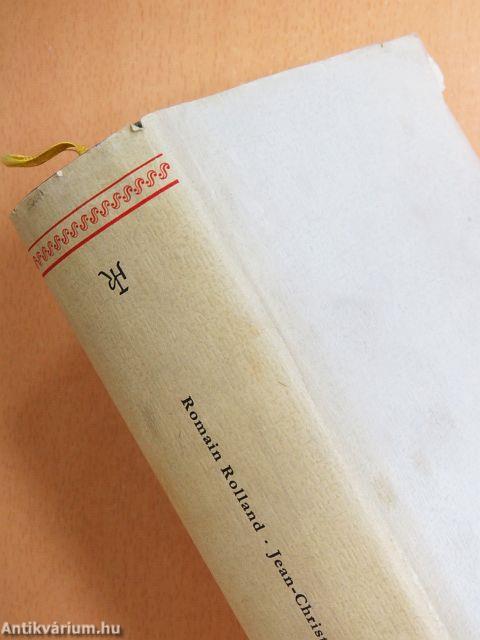 Romain Rolland · Jean-Christ
Antikvárium.hu